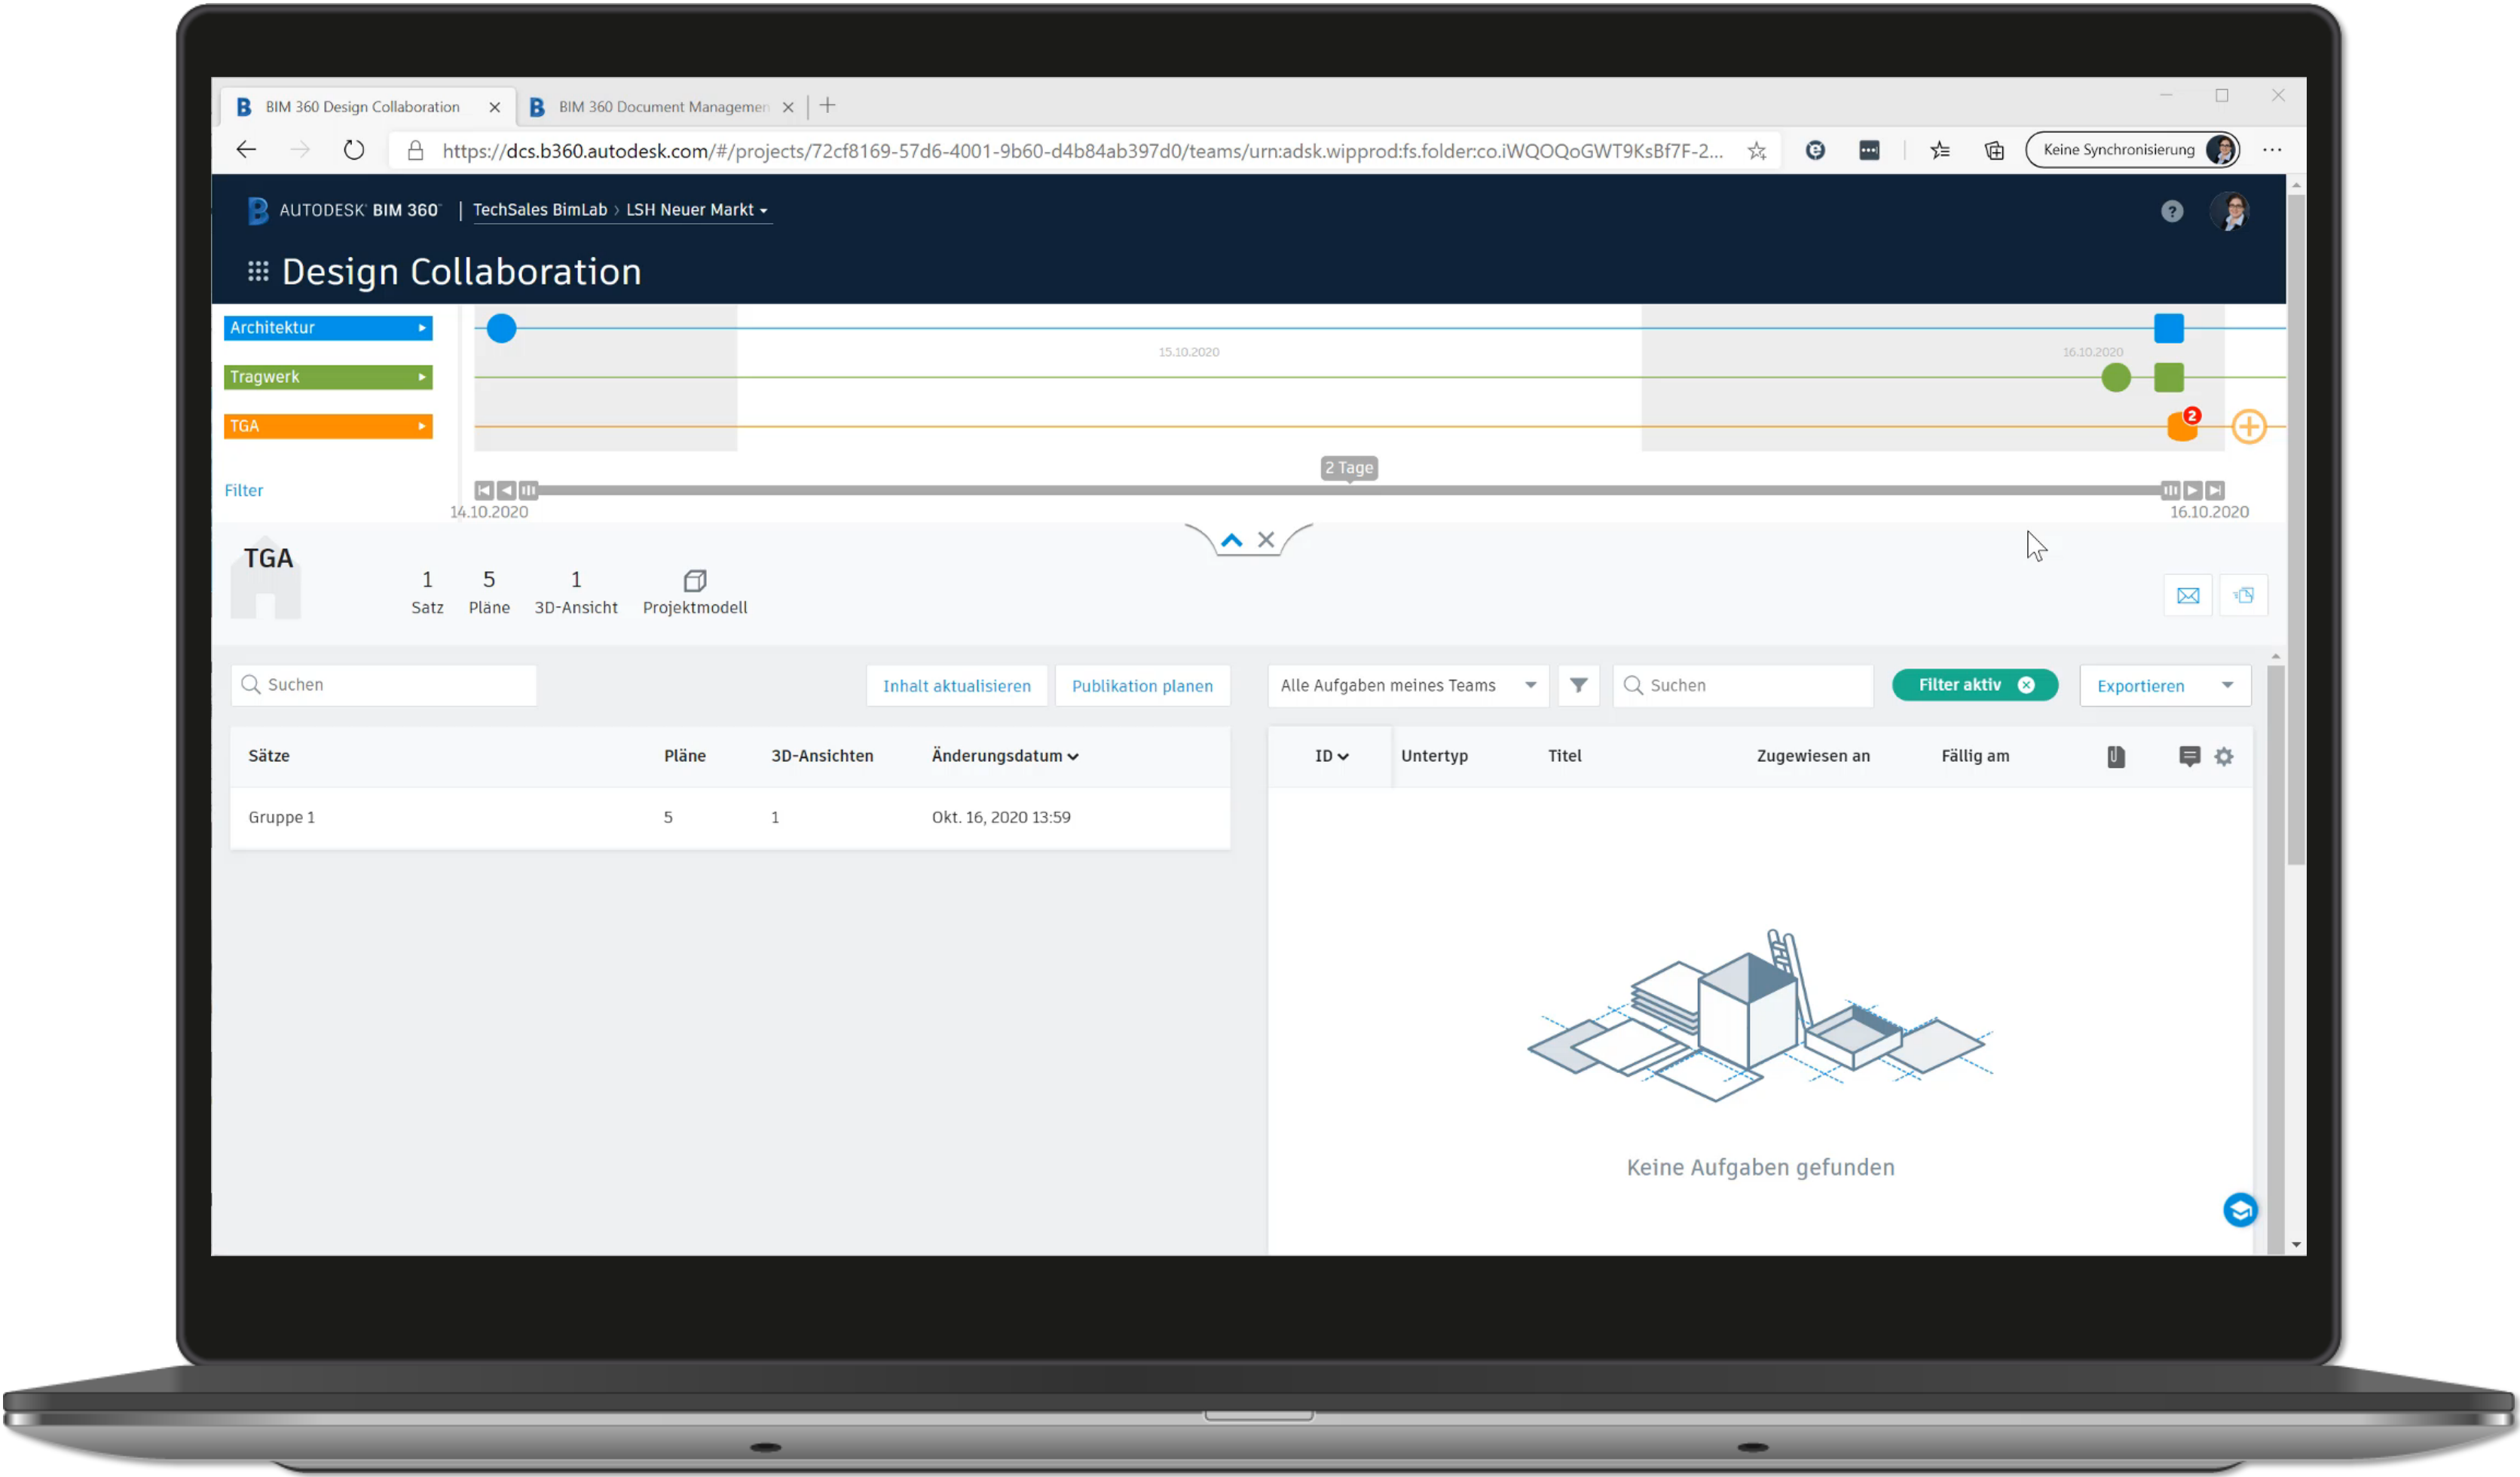 BIM 360 Design Collaboration
BIM 360 Document Managemen
https://dcs.b360.autodesk.com/#/projects/72cf8169-57d6-4001-9b60-d4b84ab397d0/teams/urn:adsk.wipprod:fs.folder:co.iWQOQoGWT9KsBf7F-2...
Keine Synchronisierung
AUTODESK® BIM 360™ | TechSales BimLab › LSH Neuer Markt
Design Collaboration
Architektur
15.10.2020
16.10.2020
Tragwerk
TGA
2
2 Tage
Filter
14.10.2020
16.10.2020
TGA
1 5 1
Satz Pläne 3D-Ansicht Projektmodell
Suchen
Inhalt aktualisieren
Publikation planen
Alle Aufgaben meines Teams
Suchen
Filter aktiv
Exportieren
Sätze Pläne 3D-Ansichten Änderungsdatum
Gruppe 1 5 1 Okt. 16, 2020 13:59
ID Untertyp Titel Zugewiesen an Fällig am
Keine Aufgaben gefunden